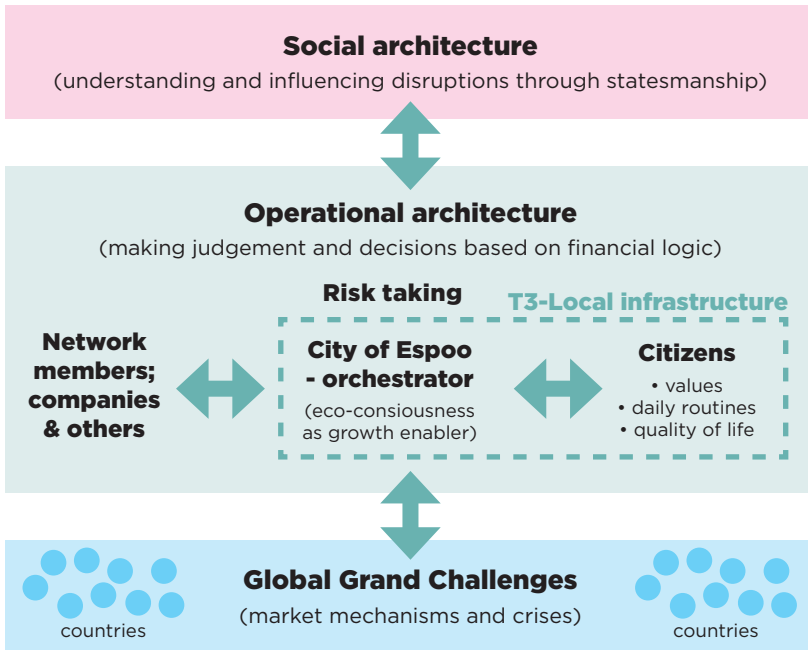 Social architecture
(understanding and influencing disruptions through statesmanship)
Operational architecture
(making judgement and decisions based on financial logic)
Risk taking
T3-Local infrastructure
Network
members;
companies
& others
City of Espoo
- orchestrator
(eco-consiousness
as growth enabler)
Citizens
• values
• daily routines
• quality of life
Global Grand Challenges
(market mechanisms and crises)
countries
countries